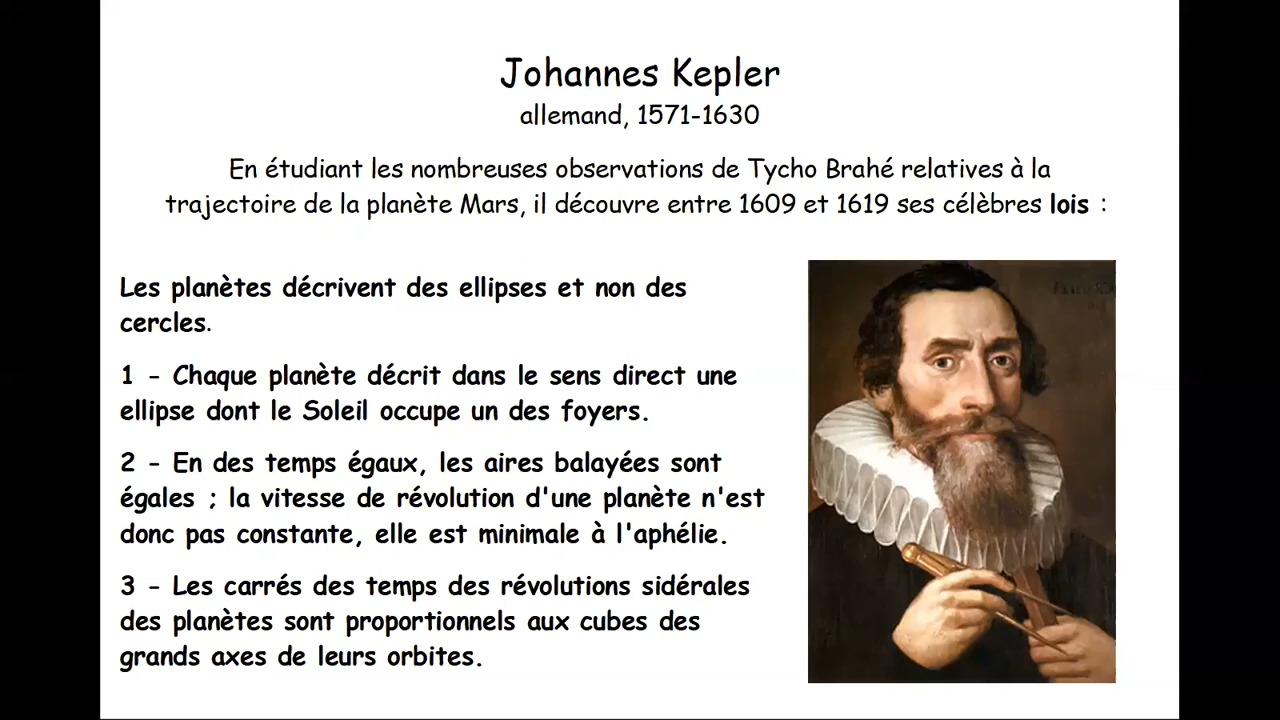 Johannes Kepler
allemand, 1571-1630
En étudiant les nombreuses observations de Tycho Brahé relatives à la
trajectoire de la planète Mars, il découvre entre 1609 et 1619 ses célèbres lois :
Les planètes décrivent des ellipses et non des
cercles.
1 - Chaque planète décrit dans le sens direct une
ellipse dont le Soleil occupe un des foyers.
2 - En des temps égaux, les aires balayées sont
égales ; la vitesse de révolution d'une planète n'est
donc pas constante, elle est minimale à l'aphélie.
3 - Les carrés des temps des révolutions sidérales
des planètes sont proportionnels aux cubes des
grands axes de leurs orbites.